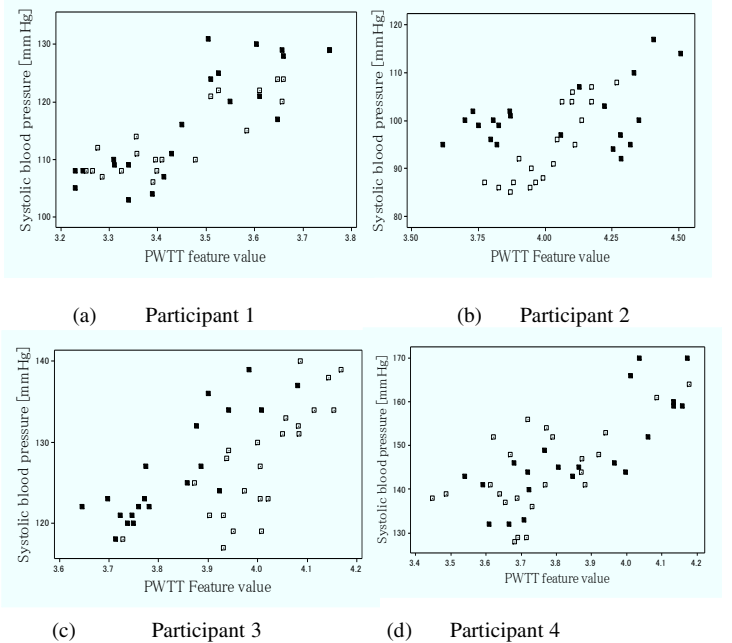 Systolic blood pressure [mmHg]
130
120
110
100
3.2 3.3 3.4 3.5 3.6 3.7 3.8
PWTT feature value
Systolic blood pressure [mmHg]
120
110
100
90
80
3.50 3.75 4.00 4.25 4.50
PWTT Feature value
(a) Participant 1
(b) Participant 2
Systolic blood pressure [mmHg]
140
130
120
3.6 3.7 3.8 3.9 4.0 4.1 4.2
PWTT Feature value
Systolic blood pressure [mmHg]
170
160
150
140
130
3.4 3.5 3.6 3.7 3.8 3.9 4.0 4.1 4.2
PWTT feature value
(c) Participant 3
(d) Participant 4